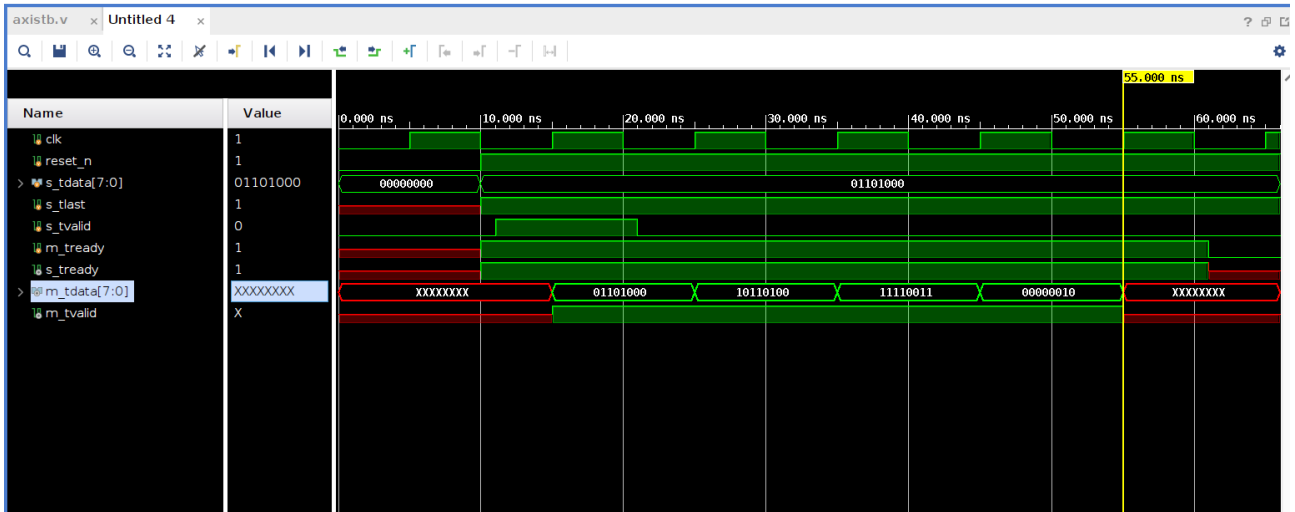 axistb.v × Untitled 4 ×
?
55.000 ns
Name Value
0.000 ns 10.000 ns 20.000 ns 30.000 ns 40.000 ns 50.000 ns 60.000 ns
clk 1
reset_n 1
s_tdata[7:0] 01101000 00000000 01101000
s_tlast 1
s_tvalid 0
m_tready 1
s_tready 1
m_tdata[7:0] XXXXXXXX XXXXXXXX 01101000 10110100 11110011 00000010 XXXXXXXX
m_tvalid X